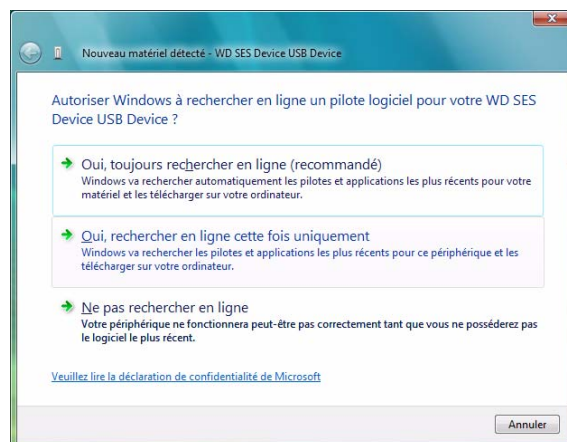 Nouveau matériel détecté - WD SES Device USB Device
Autoriser Windows à rechercher en ligne un pilote logiciel pour votre WD SES
Device USB Device ?
Oui, toujours rechercher en ligne (recommandé)
Windows va rechercher automatiquement les pilotes et applications les plus récents pour votre
matériel et les télécharger sur votre ordinateur.
Oui, rechercher en ligne cette fois uniquement
Windows va rechercher les pilotes et applications les plus récents pour ce périphérique et les
télécharger sur votre ordinateur.
Ne pas rechercher en ligne
Votre périphérique ne fonctionnera peut-être pas correctement tant que vous ne posséderez pas
le logiciel le plus récent.
Veuillez lire la déclaration de confidentialité de Microsoft
Annuler